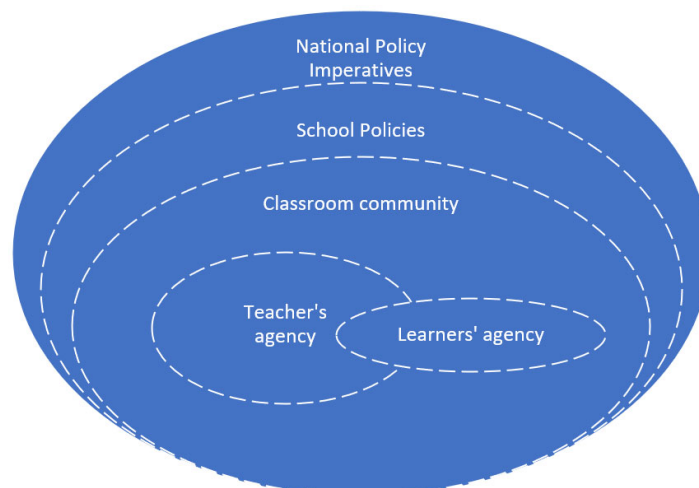 National Policy
Imperatives
School Policies
Classroom community
Teacher's
agency
Learners' agency